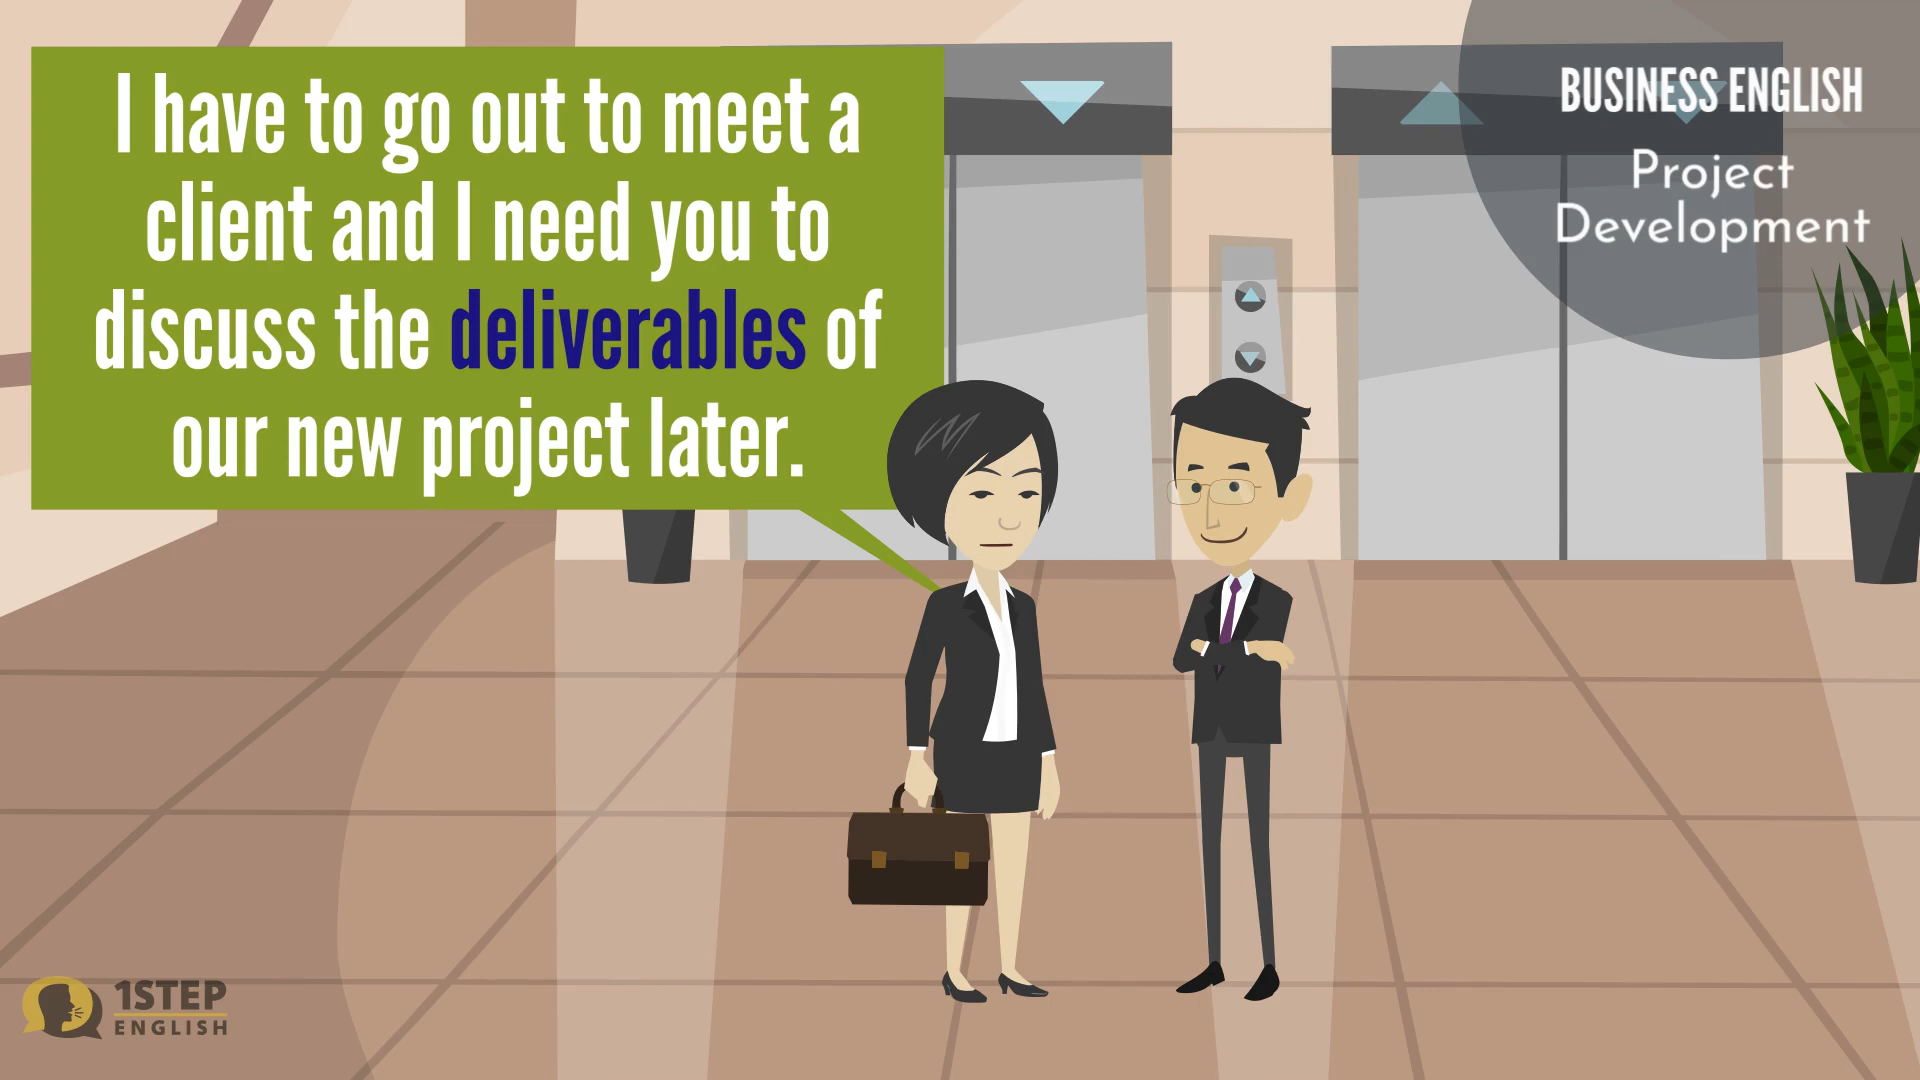 I have to go out to meet a
client and I need you to
discuss the deliverables of
our new project later.
BUSINESS ENGLISH
Project
Development
1STEP
ENGLISH